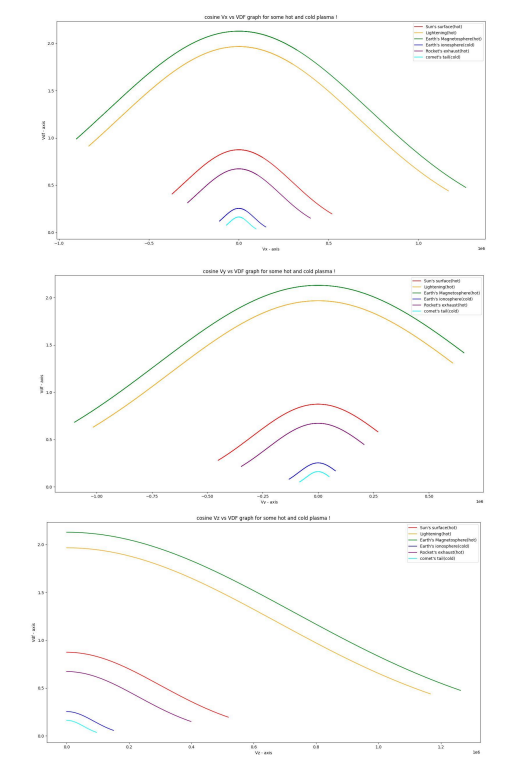 cosine Vx vs VDF graph for some hot and cold plasma !
Sun's surface(hot)
Lightening(hot)
Earth's Magnetosphere(hot)
Earth's ionosphere(cold)
Rocket's exhaust(hot)
comet's tail(cold)
2.0
1.5
1.0
0.5
0.0
VDF - axis
−1.0
−0.5
0.0
0.5
1.0
1e6
Vx - axis
cosine Vy vs VDF graph for some hot and cold plasma !
Sun's surface(hot)
Lightening(hot)
Earth's Magnetosphere(hot)
Earth's ionosphere(cold)
Rocket's exhaust(hot)
comet's tail(cold)
2.0
1.5
1.0
0.5
0.0
VDF - axis
−1.00
−0.75
−0.50
−0.25
0.00
0.25
0.50
1e6
Vz - axis
cosine Vz vs VDF graph for some hot and cold plasma !
Sun's surface(hot)
Lightening(hot)
Earth's Magnetosphere(hot)
Earth's ionosphere(cold)
Rocket's exhaust(hot)
comet's tail(cold)
2.0
1.5
1.0
0.5
0.0
VDF - axis
0.0
0.2
0.4
0.6
0.8
1.0
1.2
1e6
Vz - axis